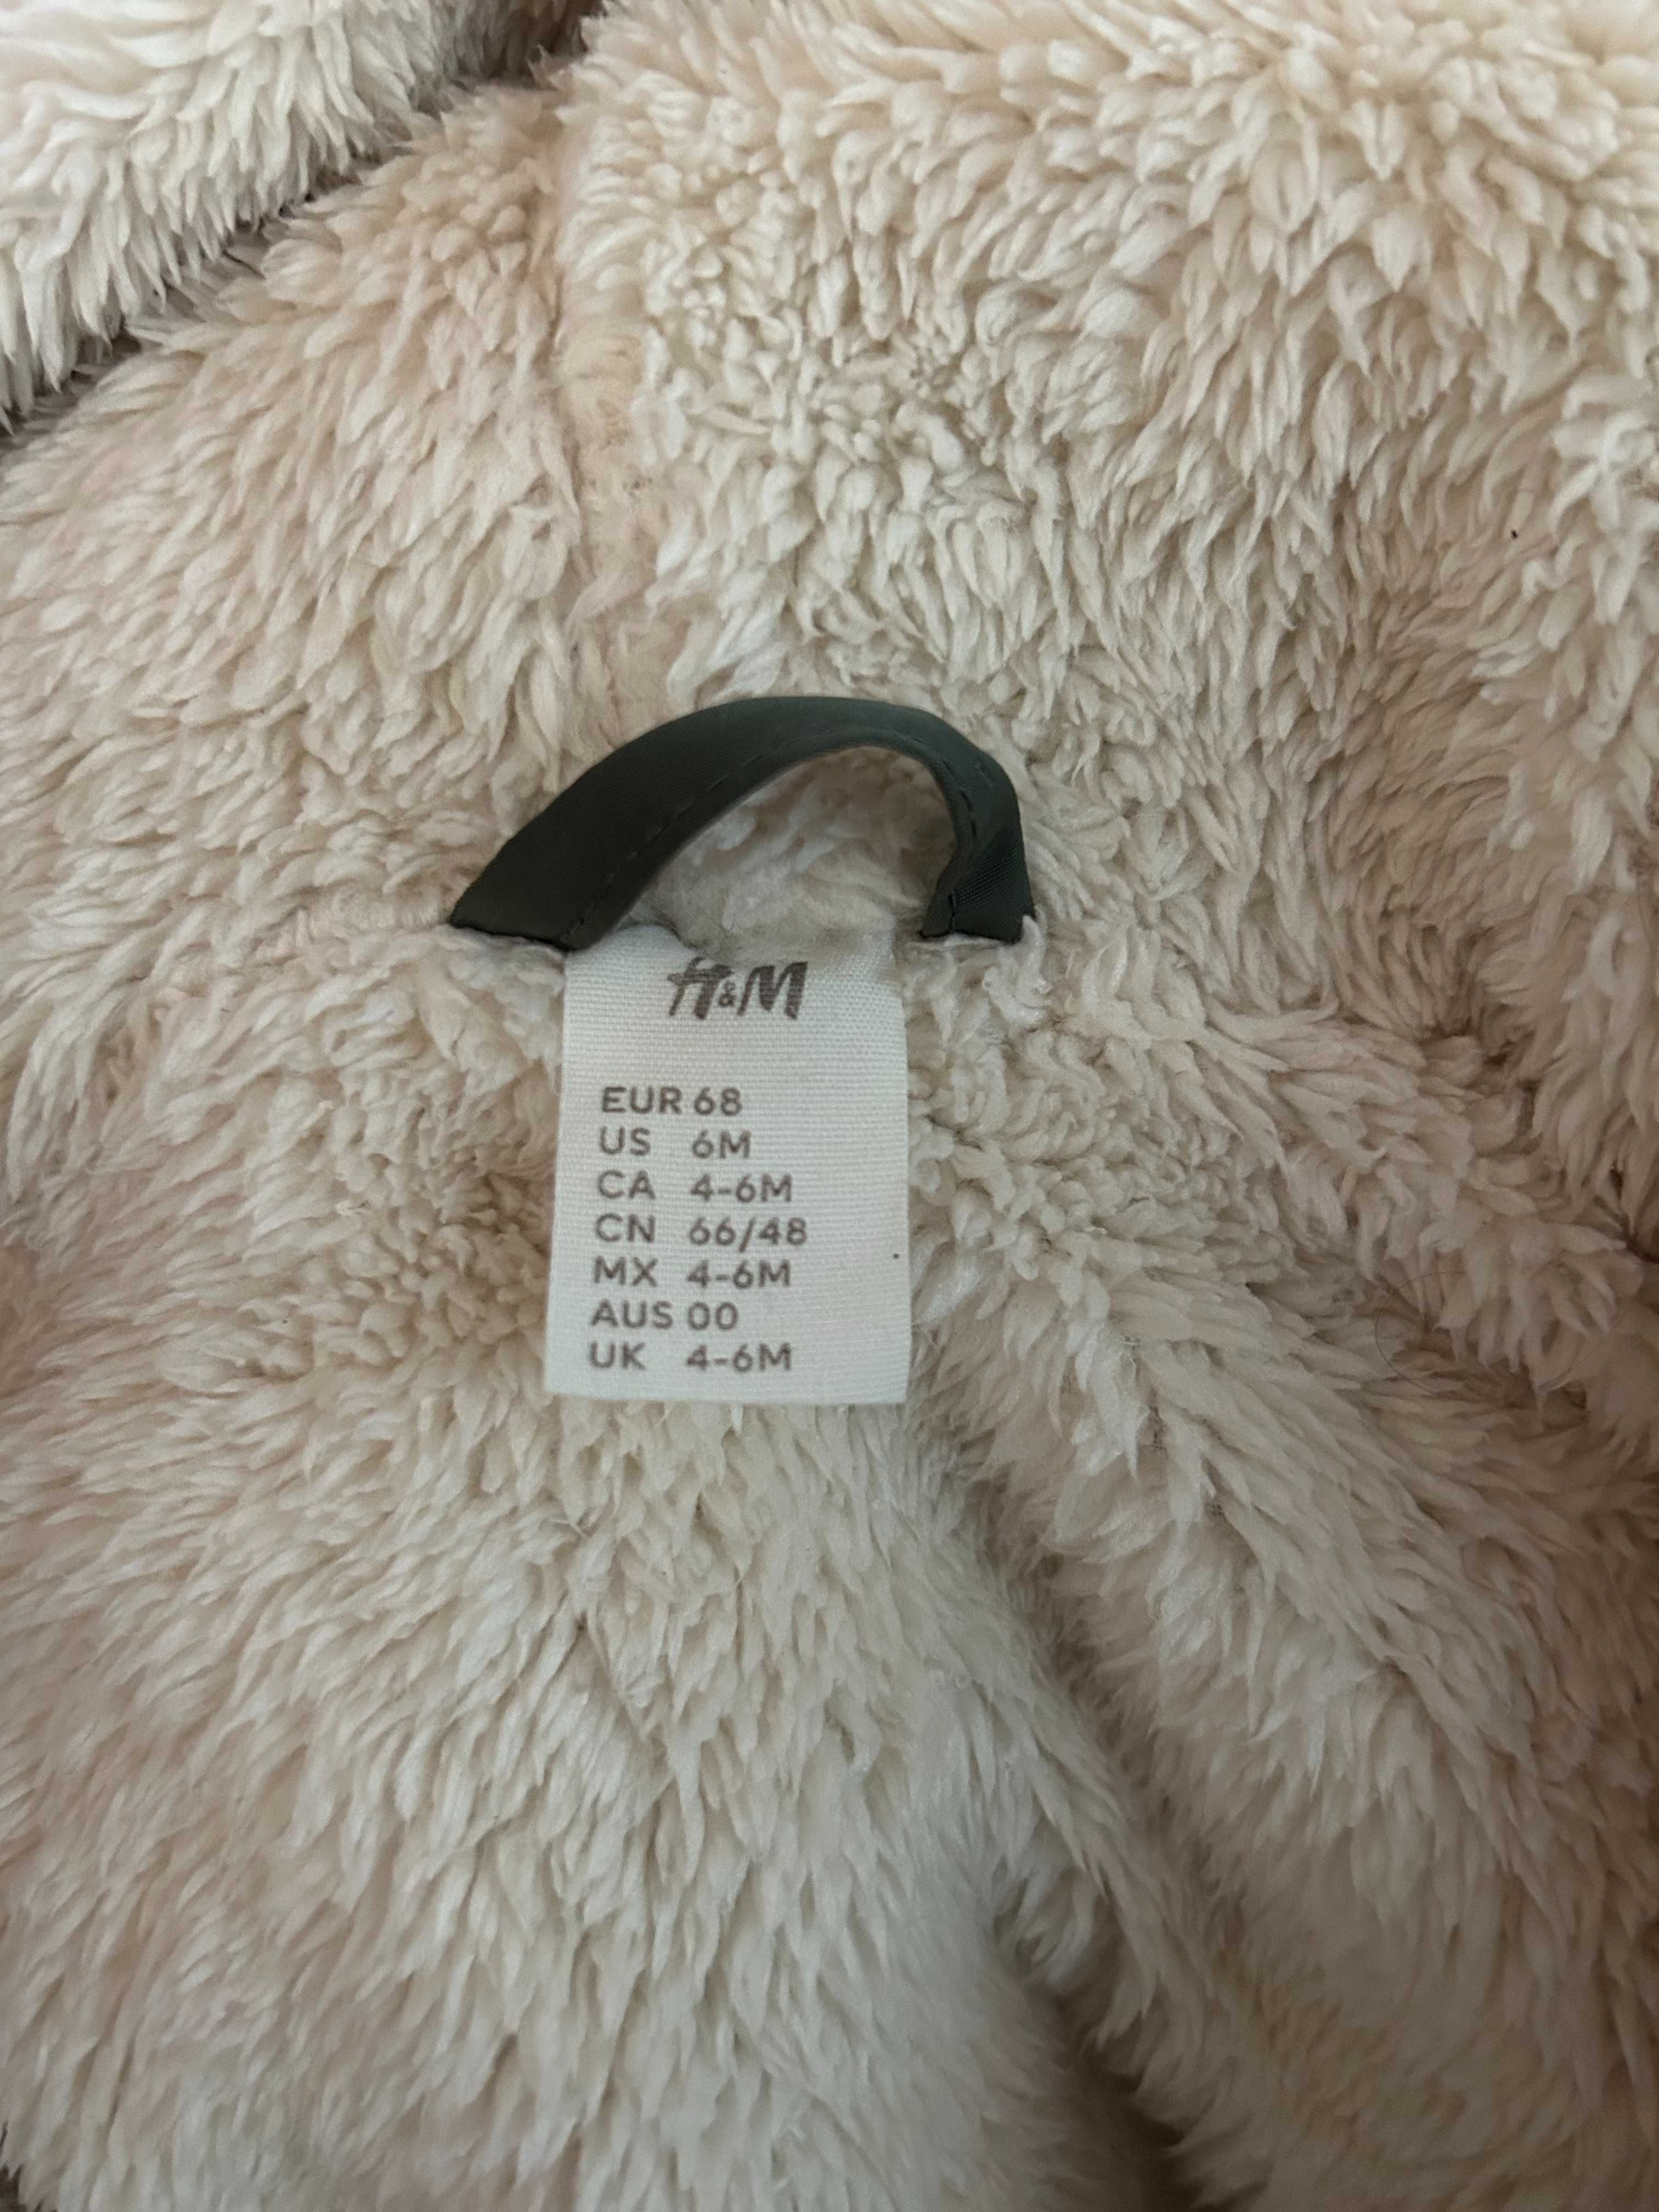 H&M
EUR 68
US 6M
CA 4-6M
CN 66/48
MX 4-6M
AUS 00
UK 4-6M